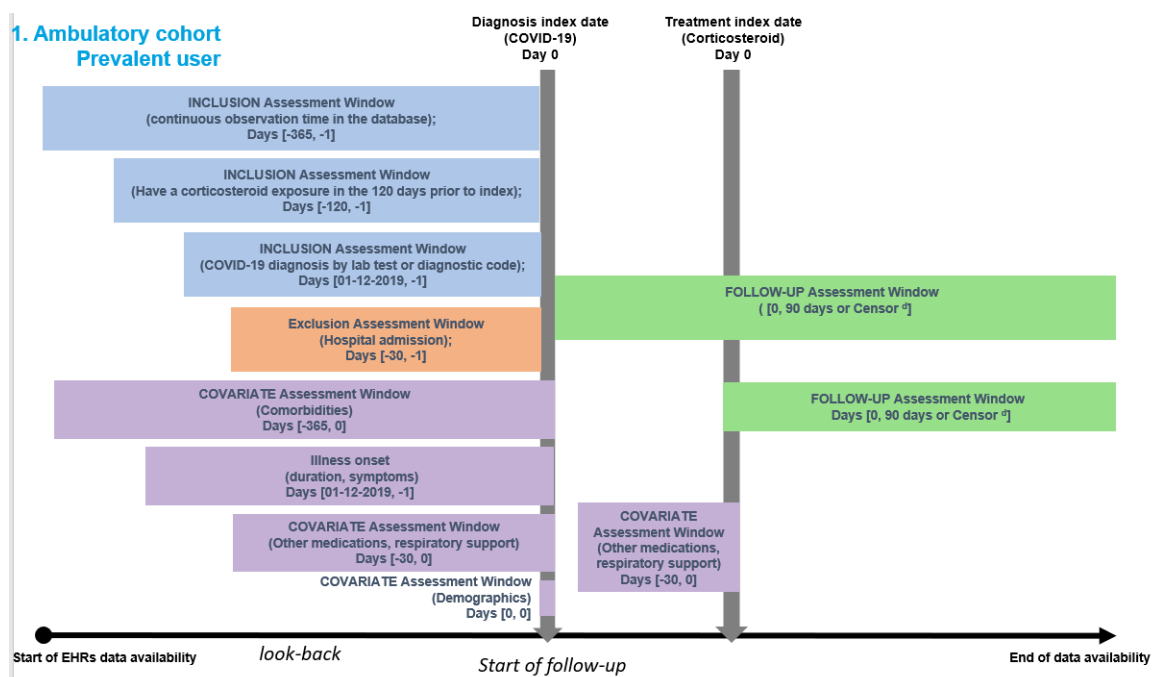 1. Ambulatory cohort
Prevalent user
Diagnosis index date
(COVID-19)
Day 0
Treatment index date
(Corticosteroid)
Day 0
INCLUSION Assessment Window
(continuous observation time in the database);
Days [-365, -1]
INCLUSION Assessment Window
(Have a corticosteroid exposure in the 120 days prior to index);
Days [-120, -1]
INCLUSION Assessment Window
(COVID-19 diagnosis by lab test or diagnostic code);
Days [01-12-2019, -1]
FOLLOW-UP Assessment Window
( [0, 90 days or Censor ᵈ]
Exclusion Assessment Window
(Hospital admission);
Days [-30, -1]
COVARIATE Assessment Window
(Comorbidities)
Days [-365, 0]
FOLLOW-UP Assessment Window
Days [0, 90 days or Censor ᵈ]
Illness onset
(duration, symptoms)
Days [01-12-2019, -1]
COVARIATE Assessment Window
(Other medications, respiratory support)
Days [-30, 0]
COVARIATE
Assessment Window
(Other medications,
respiratory support)
Days [-30, 0]
COVARIATE Assessment Window
(Demographics)
Days [0, 0]
Start of EHRs data availability
look-back
Start of follow-up
End of data availability